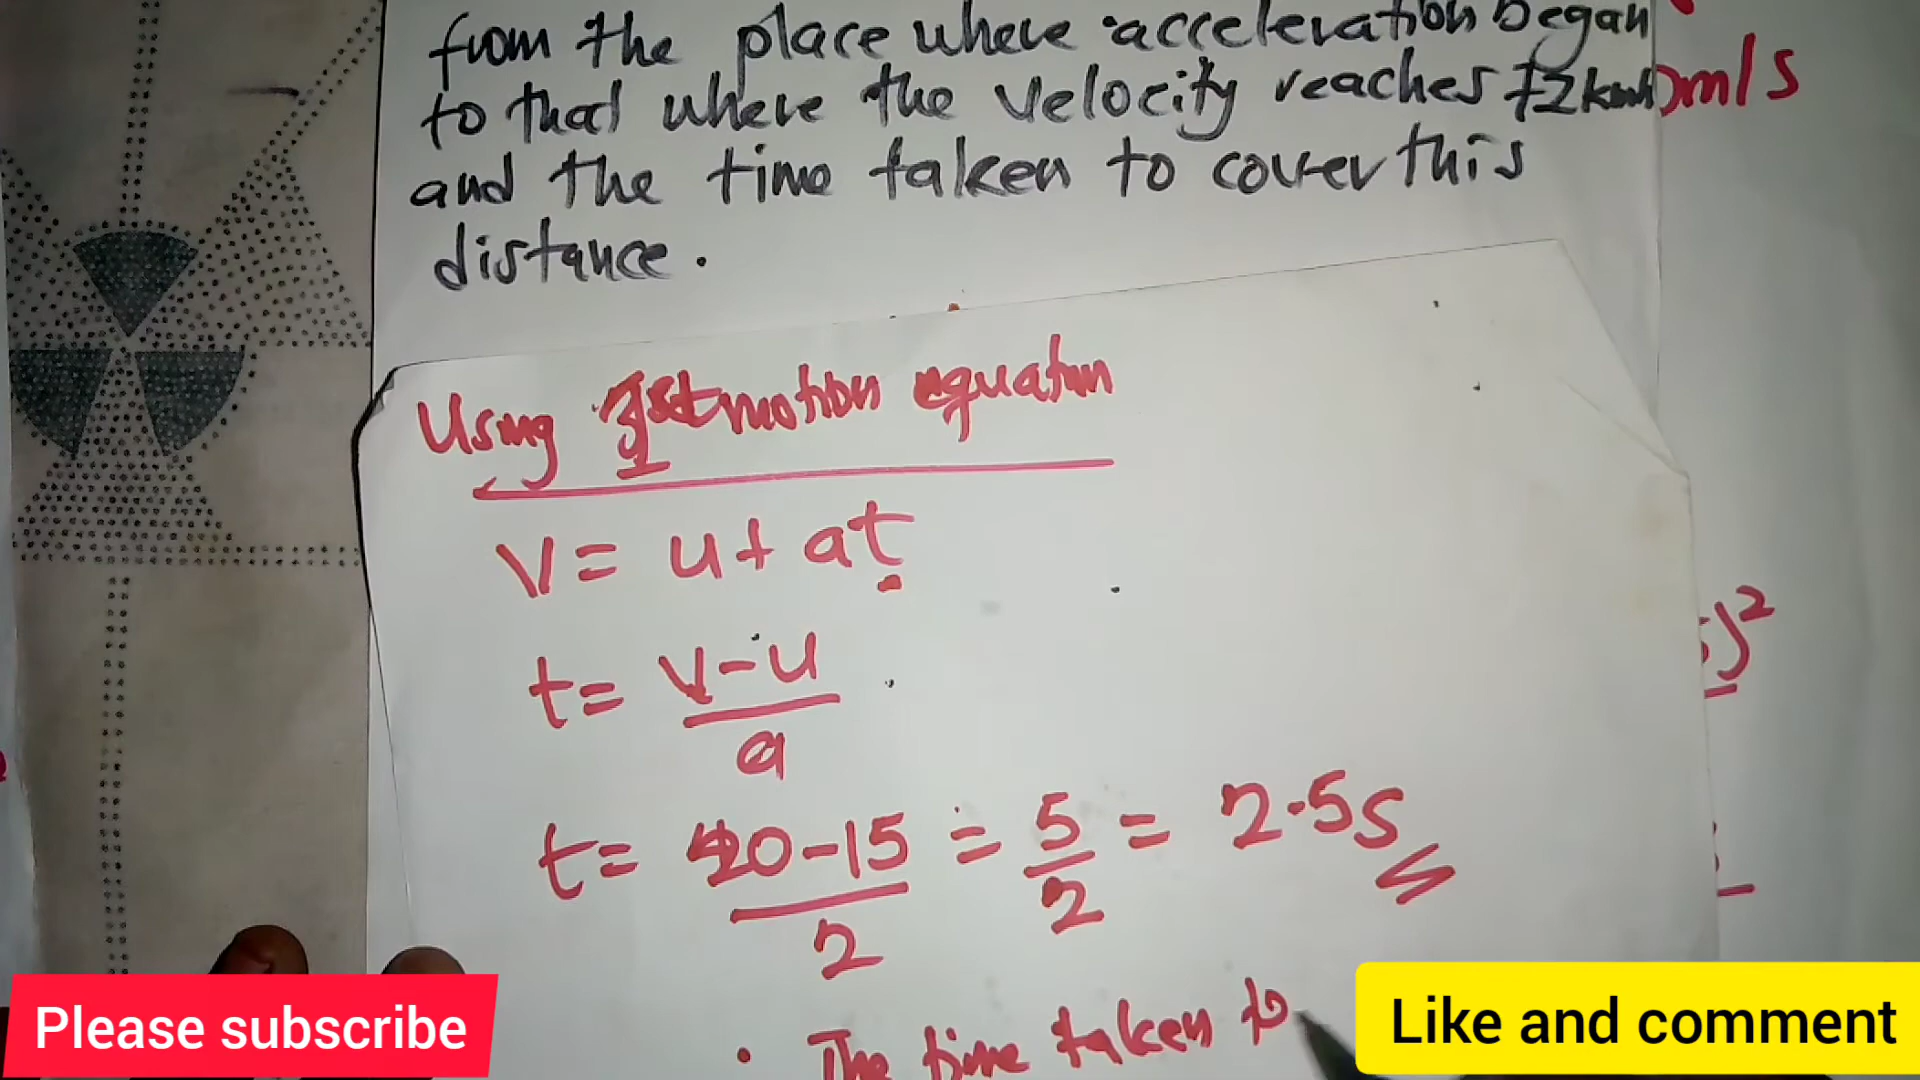 from the place where acceleration began
to that where the velocity reaches 72kmh
m/s
and the time taken to cover this
distance.
Using 1st motion equation
v = u + at
t = v-u
a
t = 20-15 = 5 = 2.5s
2 2
)²
The time taken to
Please subscribe
Like and comment